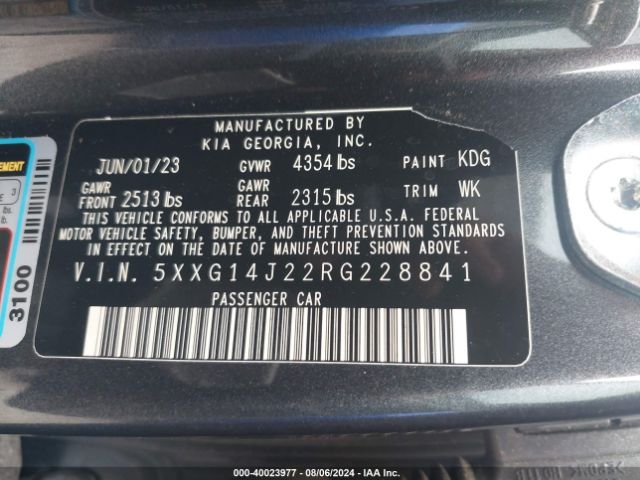 MANUFACTURED BY
KIA GEORGIA, INC.
JUN/01/23 GVWR 4354 lbs PAINT KDG
GAWR FRONT 2513 lbs GAWR REAR 2315 lbs TRIM WK
THIS VEHICLE CONFORMS TO ALL APPLICABLE U.S.A. FEDERAL
MOTOR VEHICLE SAFETY, BUMPER, AND THEFT PREVENTION STANDARDS
IN EFFECT ON THE DATE OF MANUFACTURE SHOWN ABOVE.
V.I.N. 5XXG14J22RG228841
PASSENGER CAR
3
lbs.
lb.
3100
000-40023977 - 08/06/2024 - IAA Inc.